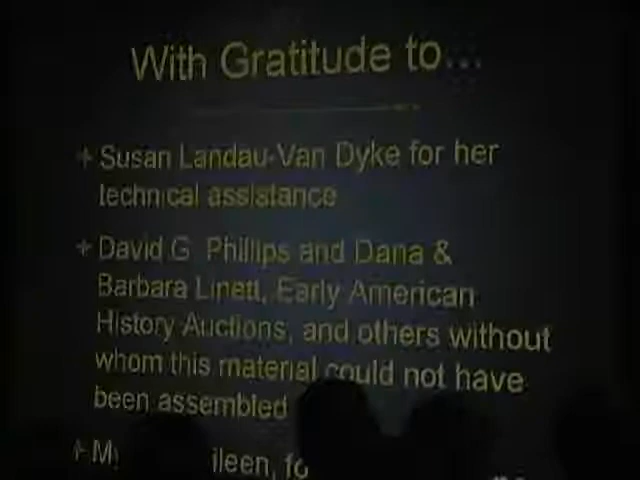 With Gratitude to...
+ Susan Landau-Van Dyke for her
technical assistance
+ David G. Phillips and Dana &
Barbara Linett, Early American
History Auctions, and others without
whom this material could not have
been assembled
+ ileen, fo